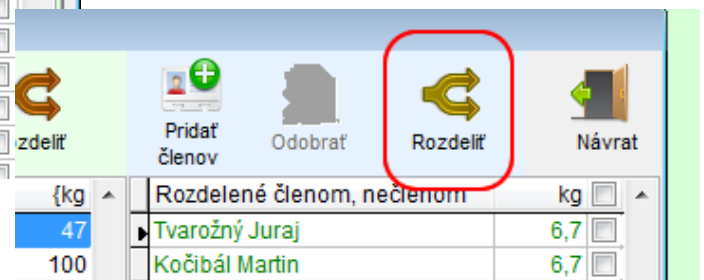 zdeliť
Pridať
členov
Odobrať
Rozdeliť
Návrat
{kg
Rozdelené členom, nečlenom
kg
47
Tvarožný Juraj
6,7
100
Kočibál Martin
6,7